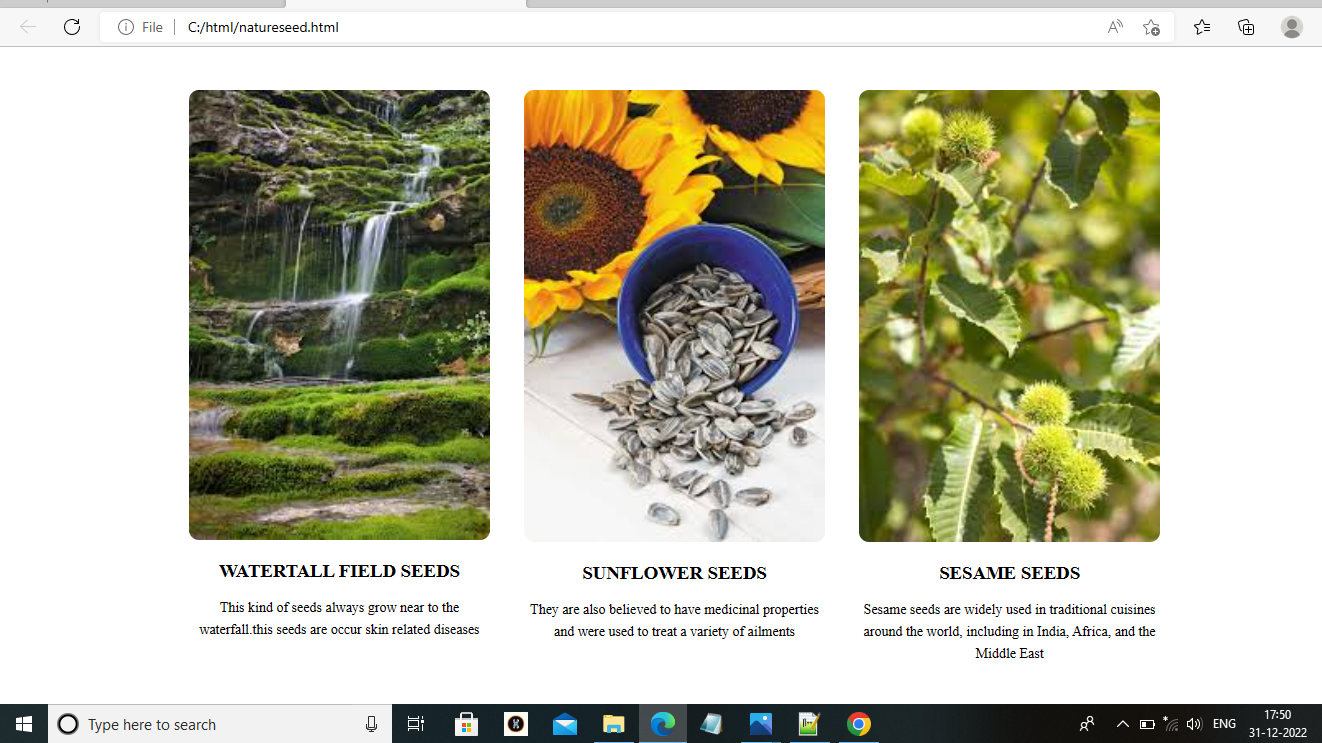 File
C:/html/natureseed.html
WATERTALL FIELD SEEDS
This kind of seeds always grow near to the
waterfall.this seeds are occur skin related diseases
SUNFLOWER SEEDS
They are also believed to have medicinal properties
and were used to treat a variety of ailments
SESAME SEEDS
Sesame seeds are widely used in traditional cuisines
around the world, including in India, Africa, and the
Middle East
Type here to search
ENG
17:50
31-12-2022